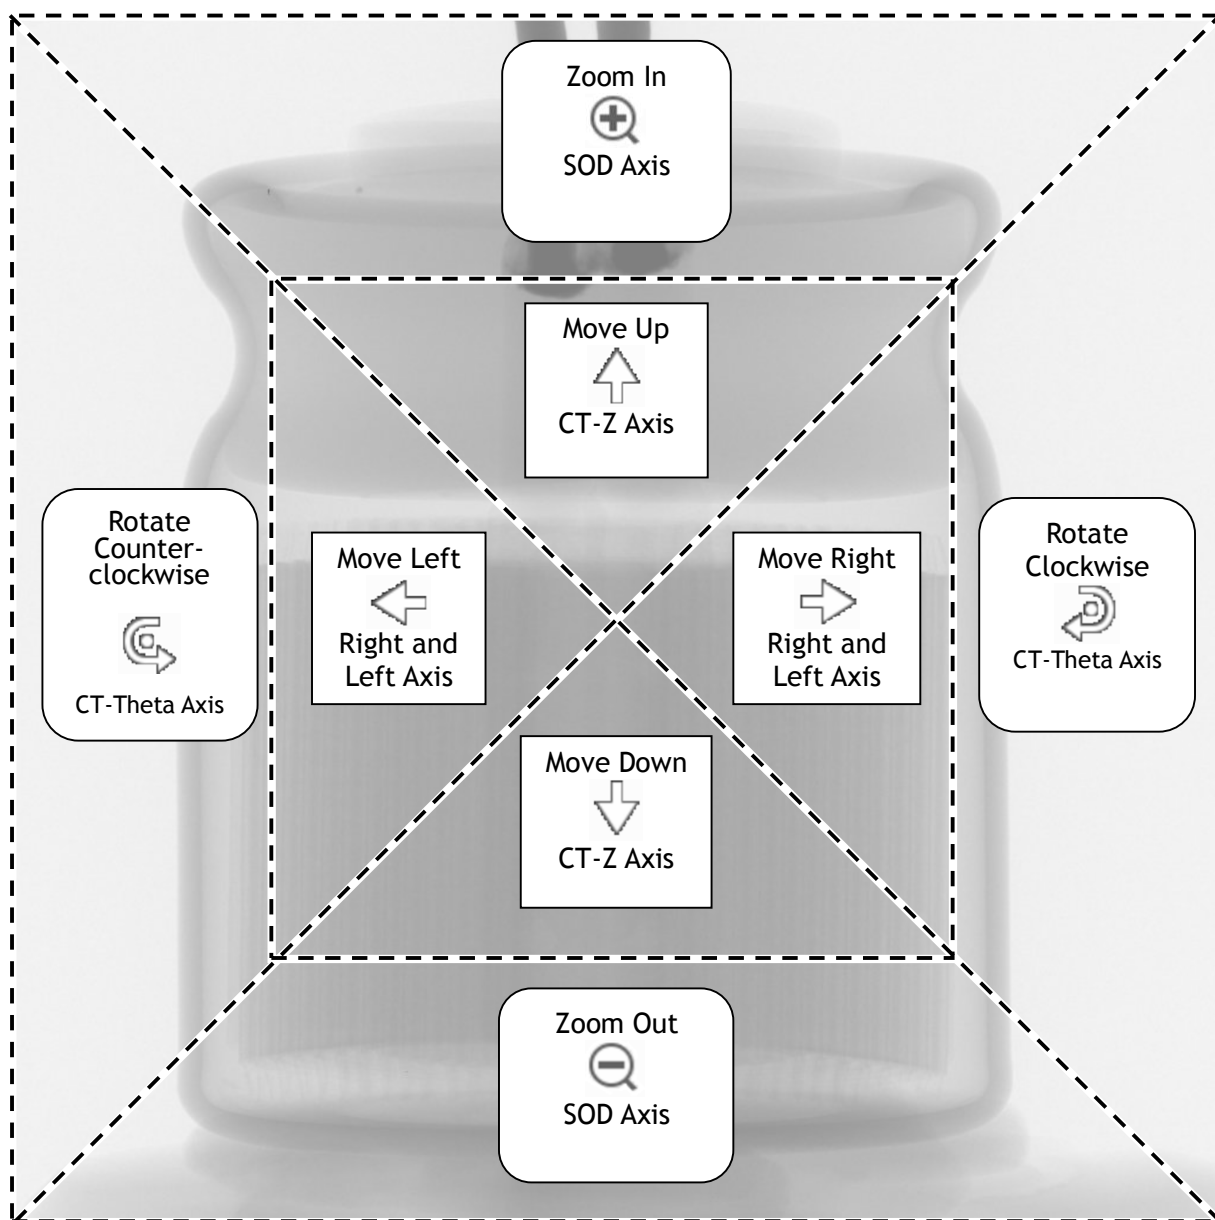 Zoom In
SOD Axis
Move Up
CT-Z Axis
Rotate
Counter-
clockwise
CT-Theta Axis
Move Left
Right and
Left Axis
Move Right
Right and
Left Axis
Rotate
Clockwise
CT-Theta Axis
Move Down
CT-Z Axis
Zoom Out
SOD Axis